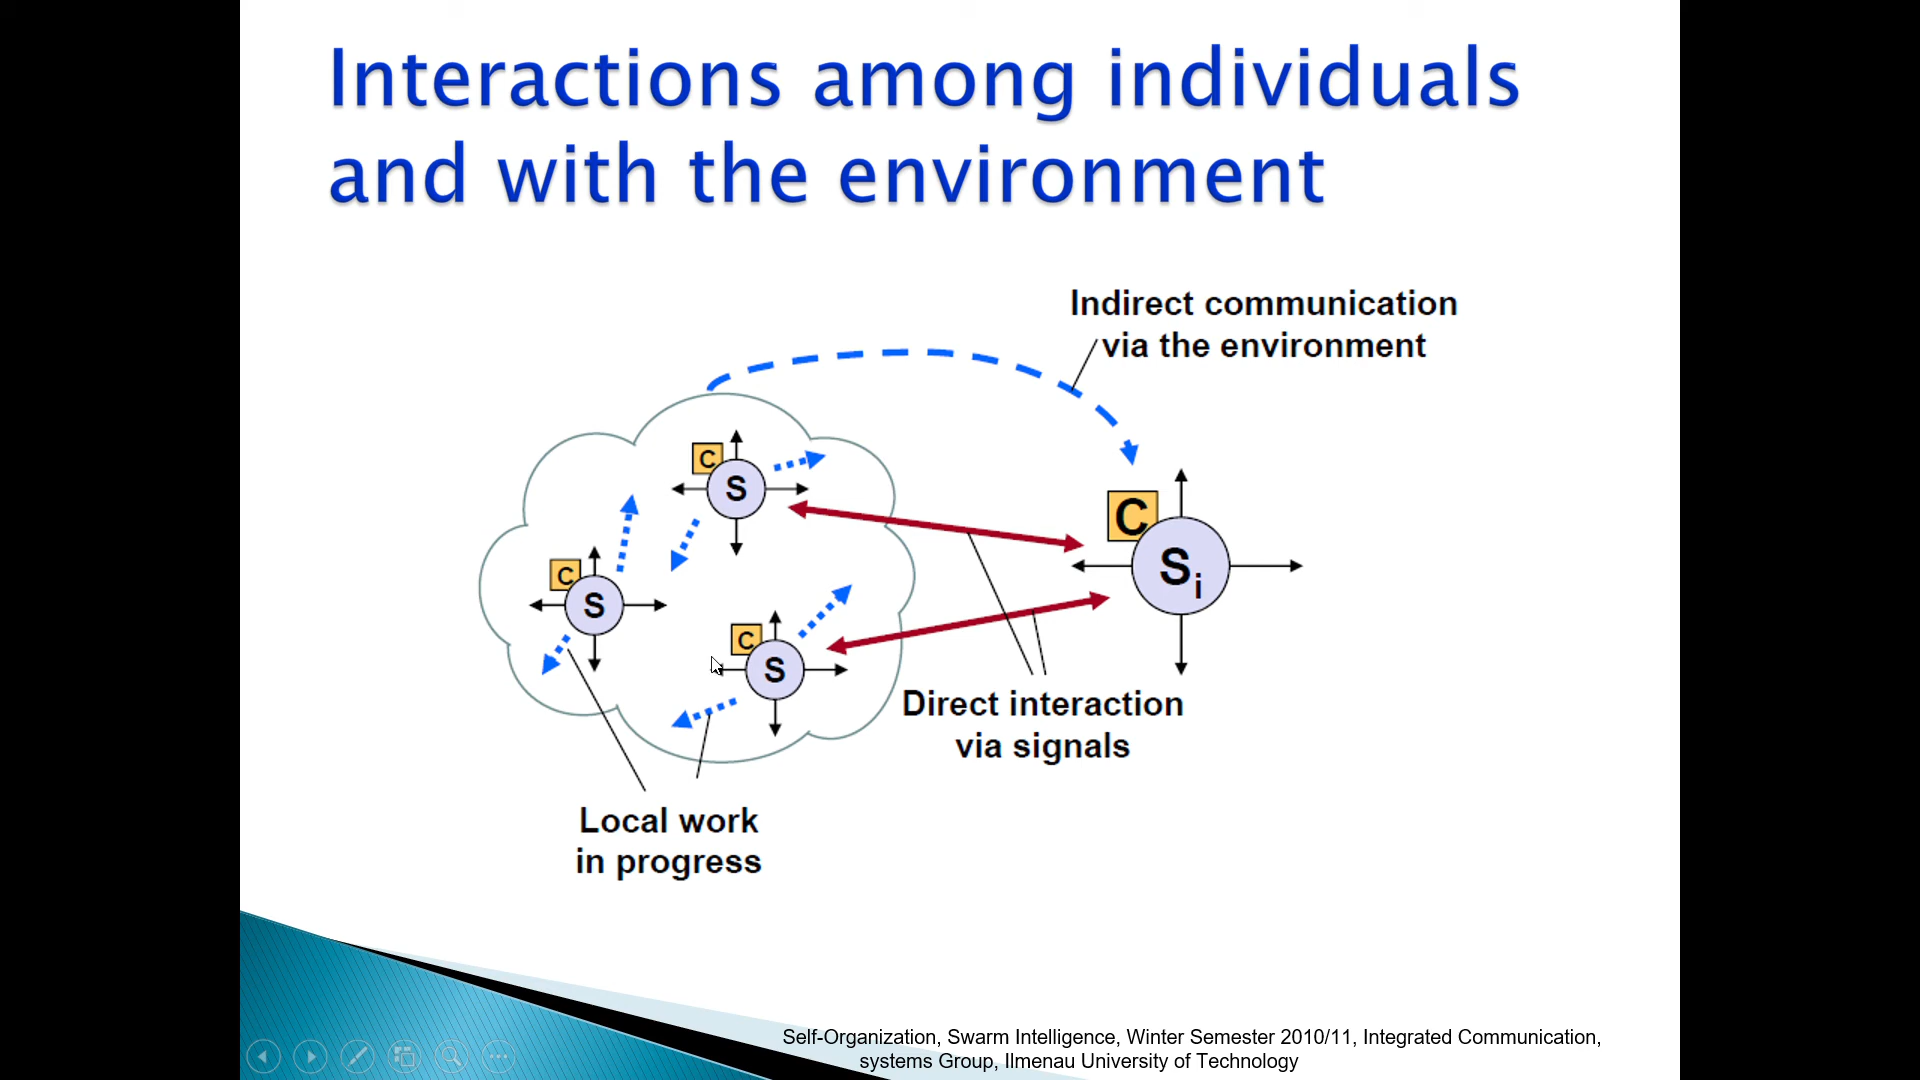 Interactions among individuals
and with the environment
Indirect communication
via the environment
C
S
C
S
C
S
C
Si
Direct interaction
via signals
Local work
in progress
Self-Organization, Swarm Intelligence, Winter Semester 2010/11, Integrated Communication,
systems Group, Ilmenau University of Technology